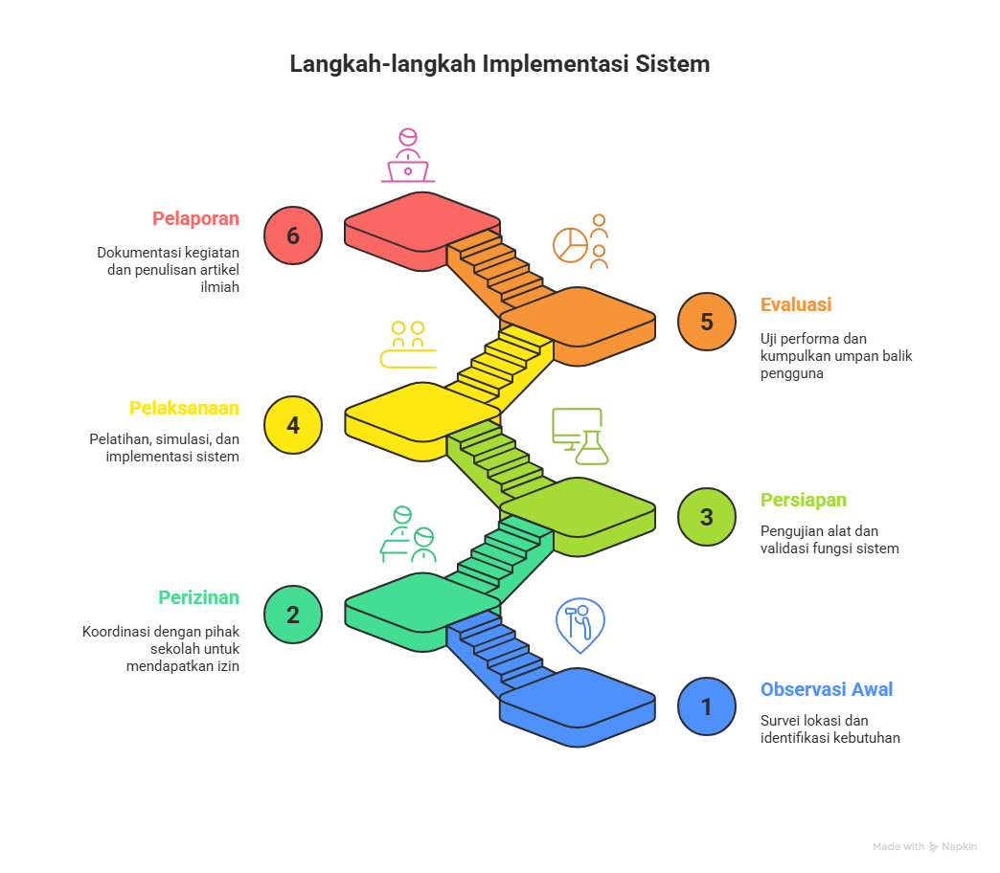 Langkah-langkah Implementasi Sistem
Pelaporan
6
Dokumentasi kegiatan
dan penulisan artikel
ilmiah
5
Evaluasi
Uji performa dan
kumpulkan umpan balik
pengguna
Pelaksanaan
4
Pelatihan, simulasi, dan
implementasi sistem
3
Persiapan
Pengujian alat dan
validasi fungsi sistem
Perizinan
2
Koordinasi dengan pihak
sekolah untuk
mendapatkan izin
1
Observasi Awal
Survei lokasi dan
identifikasi kebutuhan
Made with Napkin